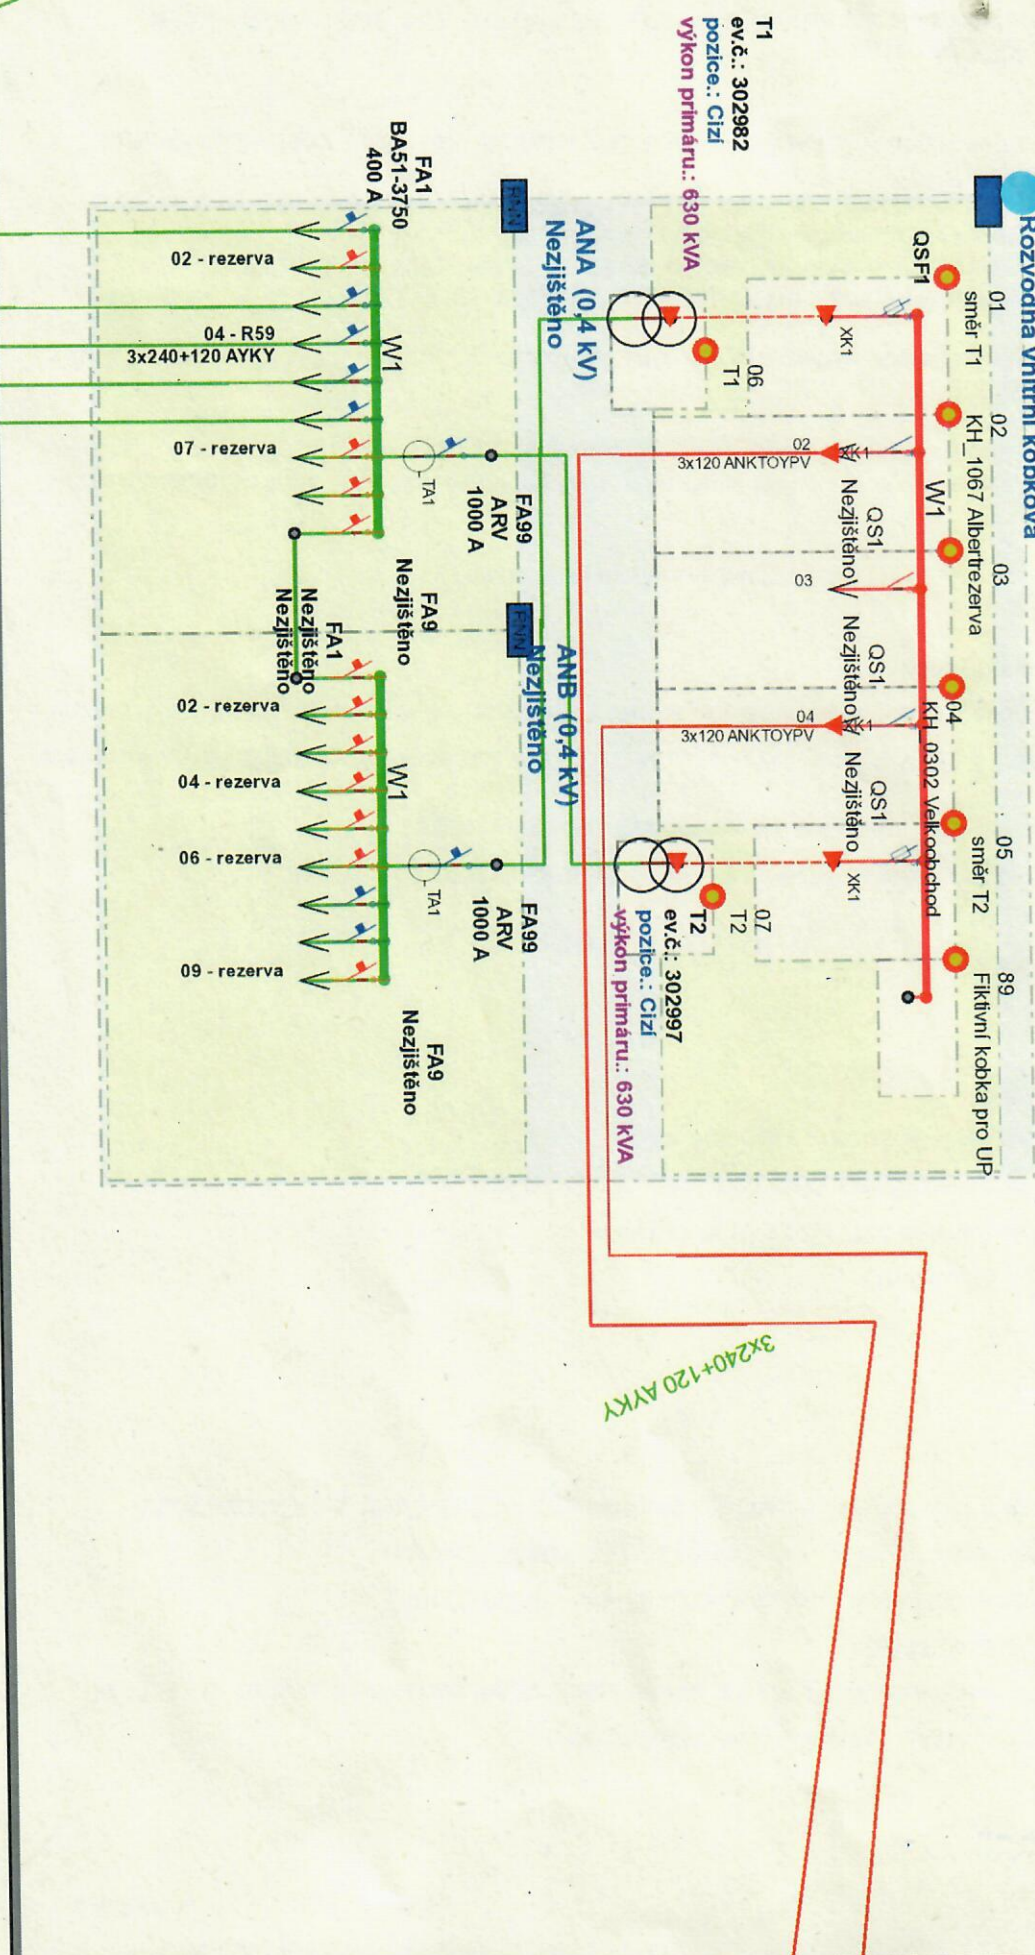 Rozvodna vnitřní kobková
T1
ev.č.: 302982
pozice.: Cizí
výkon primáru.: 630 kVA
QSF1
01
směr T1
02
KH_1067 Albert
03
rezerva
04
KH_0302 Velkoobchod
05
směr T2
89
Fiktivní kobka pro UP
W1
XK1
02
3x120 ANKTOYPV
XK1
QS1
Nezjištěno
03
QS1
Nezjištěno
04
3x120 ANKTOYPV
XK1
QS1
Nezjištěno
XK1
06
T1
07
T2
T2
ev.č.: 302997
pozice.: Cizí
výkon primáru.: 630 kVA
RNN
ANA (0,4 kV)
Nezjištěno
RNN
ANB (0,4 kV)
Nezjištěno
FA1
BA51-3750
400 A
W1
02 - rezerva
04 - R59
3x240+120 AYKY
07 - rezerva
TA1
FA99
ARV
1000 A
FA9
Nezjištěno
FA1
Nezjištěno
Nezjištěno
W1
02 - rezerva
04 - rezerva
06 - rezerva
09 - rezerva
TA1
FA99
ARV
1000 A
FA9
Nezjištěno
3x240+120 AYKY